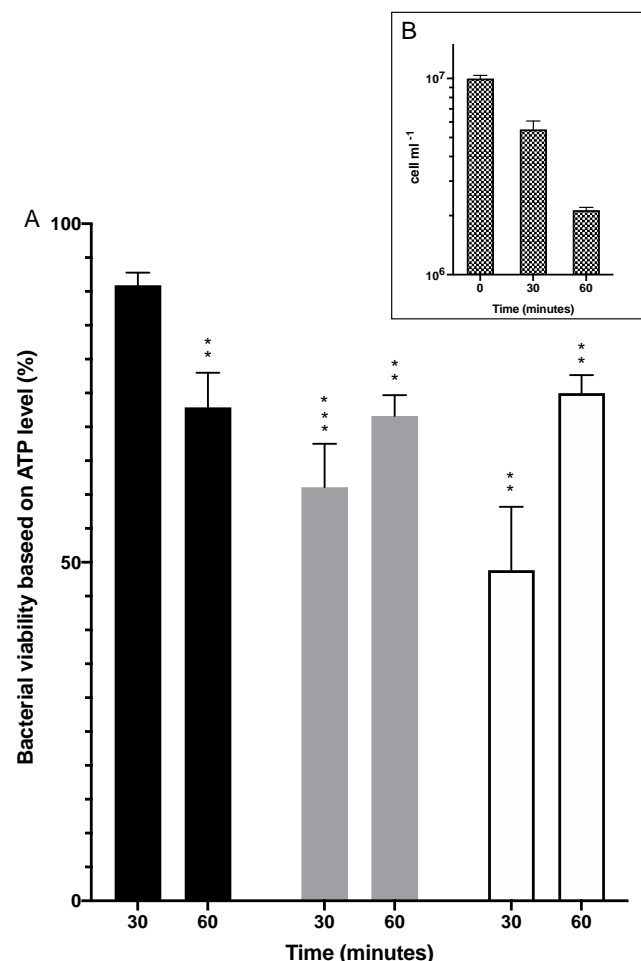 B
10⁷
cell ml ⁻¹
10⁶
0 30 60
Time (minutes)
A
100
Bacterial viability baseed on ATP level (%)
50
0
* *
* * *
* *
* *
* *
30 60 30 60 30 60
Time (minutes)